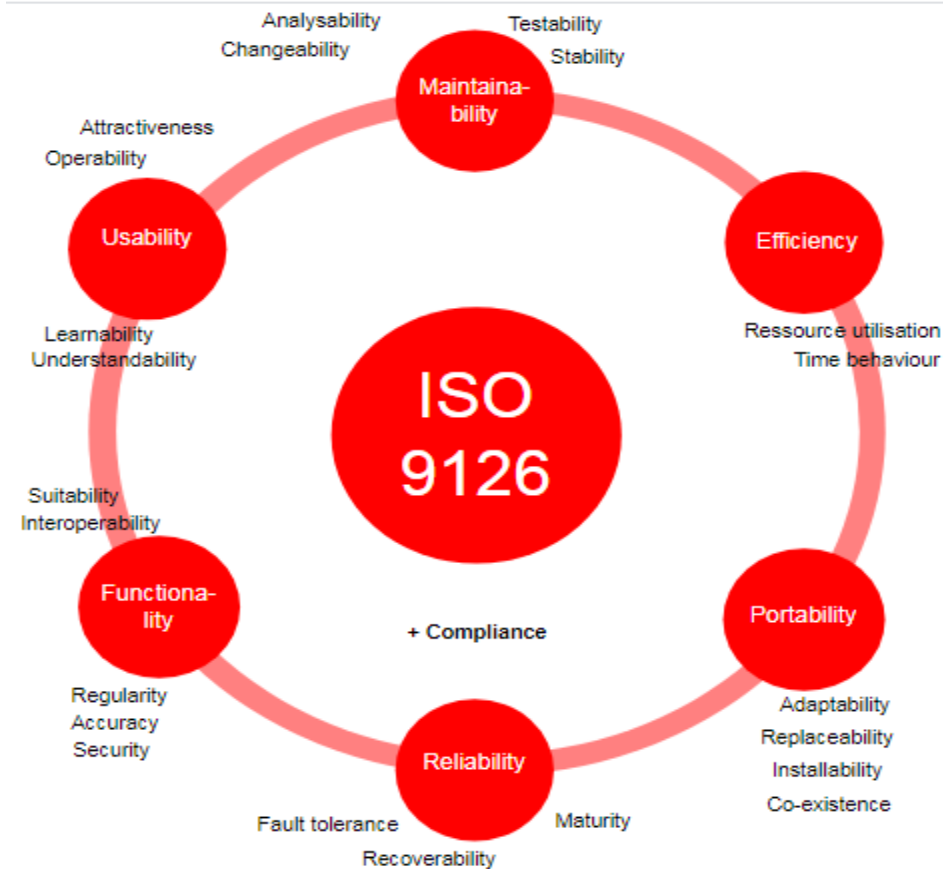 Analysability
Testability
Changeability
Stability
Maintaina-
bility
Attractiveness
Operability
Usability
Efficiency
Learnability
Understandability
Ressource utilisation
Time behaviour
ISO
9126
Suitability
Interoperability
Functiona-
lity
Portability
+ Compliance
Regularity
Accuracy
Security
Adaptability
Replaceability
Installability
Co-existence
Reliability
Fault tolerance
Maturity
Recoverability